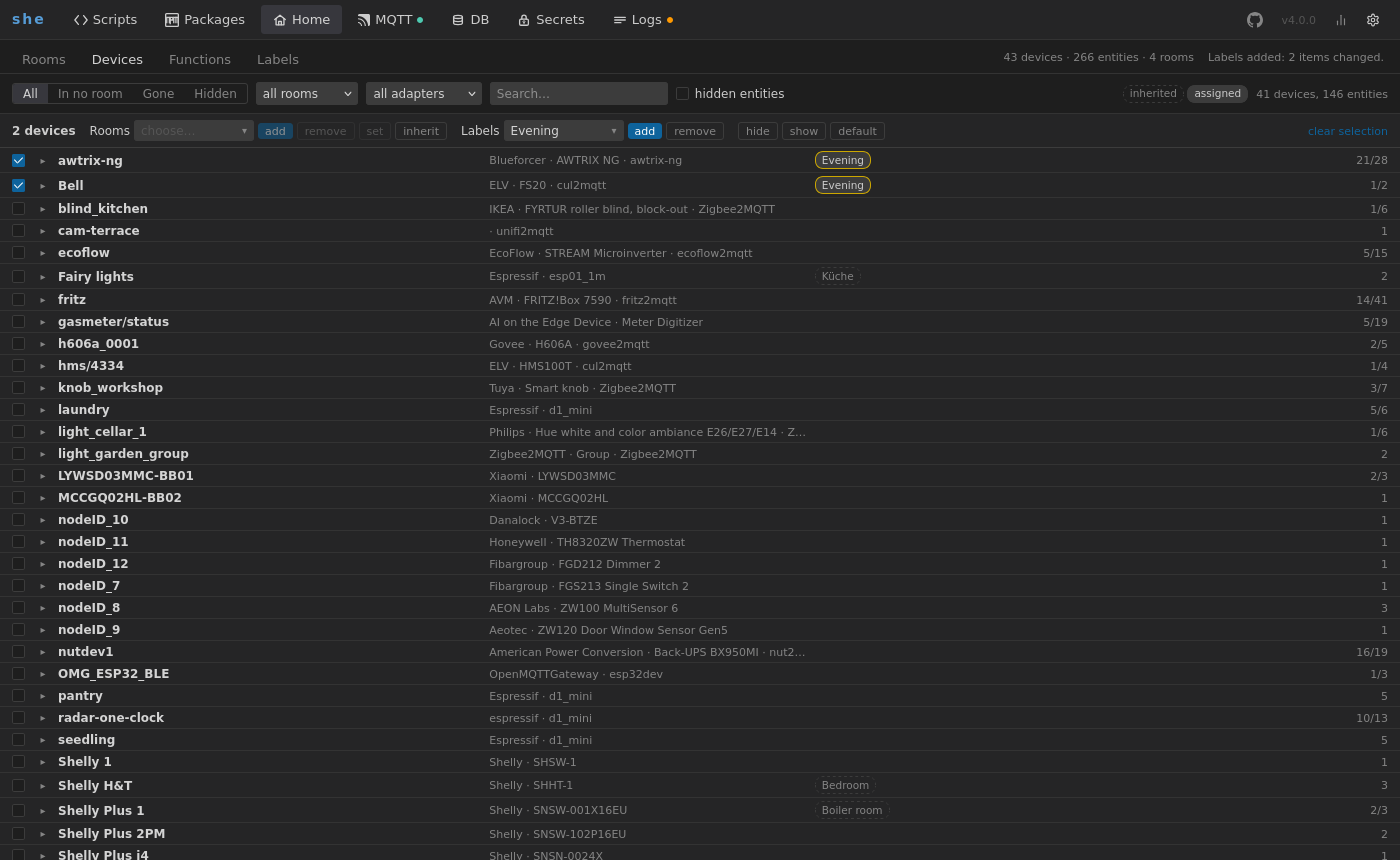 she Scripts Packages Home MQTT DB Secrets Logs v4.0.0
Rooms Devices Functions Labels 43 devices · 266 entities · 4 rooms Labels added: 2 items changed.
All In no room Gone Hidden all rooms all adapters Search... hidden entities inherited assigned 41 devices, 146 entities
2 devices Rooms choose... add remove set inherit Labels Evening add remove hide show default clear selection
awtrix-ng Blueforcer · AWTRIX NG · awtrix-ng Evening 21/28
Bell ELV · FS20 · cul2mqtt Evening 1/2
blind_kitchen IKEA · FYRTUR roller blind, block-out · Zigbee2MQTT 1/6
cam-terrace · unifi2mqtt 1
ecoflow EcoFlow · STREAM Microinverter · ecoflow2mqtt 5/15
Fairy lights Espressif · esp01_1m Küche 2
fritz AVM · FRITZ!Box 7590 · fritz2mqtt 14/41
gasmeter/status AI on the Edge Device · Meter Digitizer 5/19
h606a_0001 Govee · H606A · govee2mqtt 2/5
hms/4334 ELV · HMS100T · cul2mqtt 1/4
knob_workshop Tuya · Smart knob · Zigbee2MQTT 3/7
laundry Espressif · d1_mini 5/6
light_cellar_1 Philips · Hue white and color ambiance E26/E27/E14 · Z... 1/6
light_garden_group Zigbee2MQTT · Group · Zigbee2MQTT 2
LYWSD03MMC-BB01 Xiaomi · LYWSD03MMC 2/3
MCCGQ02HL-BB02 Xiaomi · MCCGQ02HL 1
nodeID_10 Danalock · V3-BTZE 1
nodeID_11 Honeywell · TH8320ZW Thermostat 1
nodeID_12 Fibargroup · FGD212 Dimmer 2 1
nodeID_7 Fibargroup · FGS213 Single Switch 2 1
nodeID_8 AEON Labs · ZW100 MultiSensor 6 3
nodeID_9 Aeotec · ZW120 Door Window Sensor Gen5 1
nutdev1 American Power Conversion · Back-UPS BX950MI · nut2... 16/19
OMG_ESP32_BLE OpenMQTTGateway · esp32dev 1/3
pantry Espressif · d1_mini 5
radar-one-clock espressif · d1_mini 10/13
seedling Espressif · d1_mini 5
Shelly 1 Shelly · SHSW-1 1
Shelly H&T Shelly · SHHT-1 Bedroom 3
Shelly Plus 1 Shelly · SNSW-001X16EU Boiler room 2/3
Shelly Plus 2PM Shelly · SNSW-102P16EU 2
Shelly Plus i4 Shelly · SNSN-0024X 1